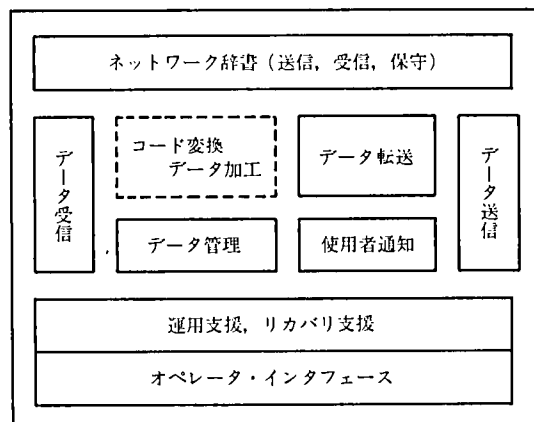 ネットワーク辞書（送信，受信，保守）
データ受信
コード変換
データ加工
データ転送
データ送信
データ管理
使用者通知
運用支援，リカバリ支援
オペレータ・インタフェース